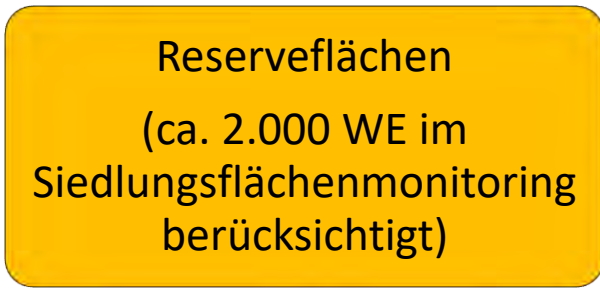 Reserveflächen
(ca. 2.000 WE im
Siedlungsflächenmonitoring
berücksichtigt)